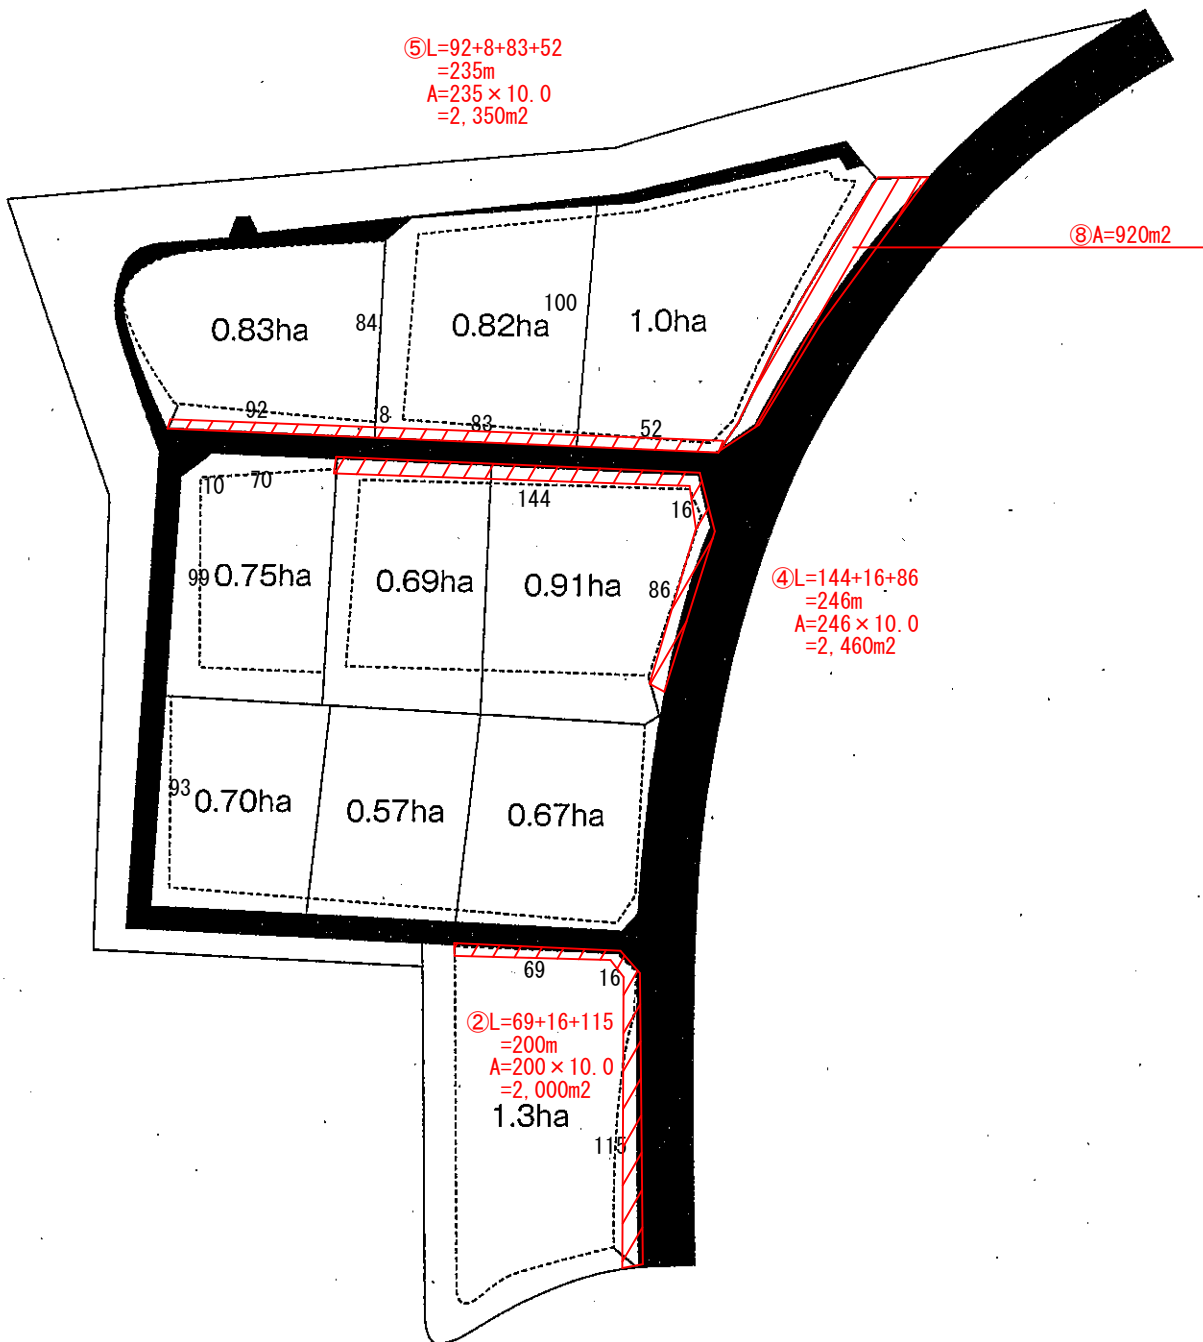 ⑤L=92+8+83+52
=235m
A=235×10.0
=2,350m2
⑧A=920m2
0.83ha
84
0.82ha
100
1.0ha
92
8
83
52
10
70
144
16
99
0.75ha
0.69ha
0.91ha
86
④L=144+16+86
=246m
A=246×10.0
=2,460m2
93
0.70ha
0.57ha
0.67ha
69
16
②L=69+16+115
=200m
A=200×10.0
=2,000m2
1.3ha
115